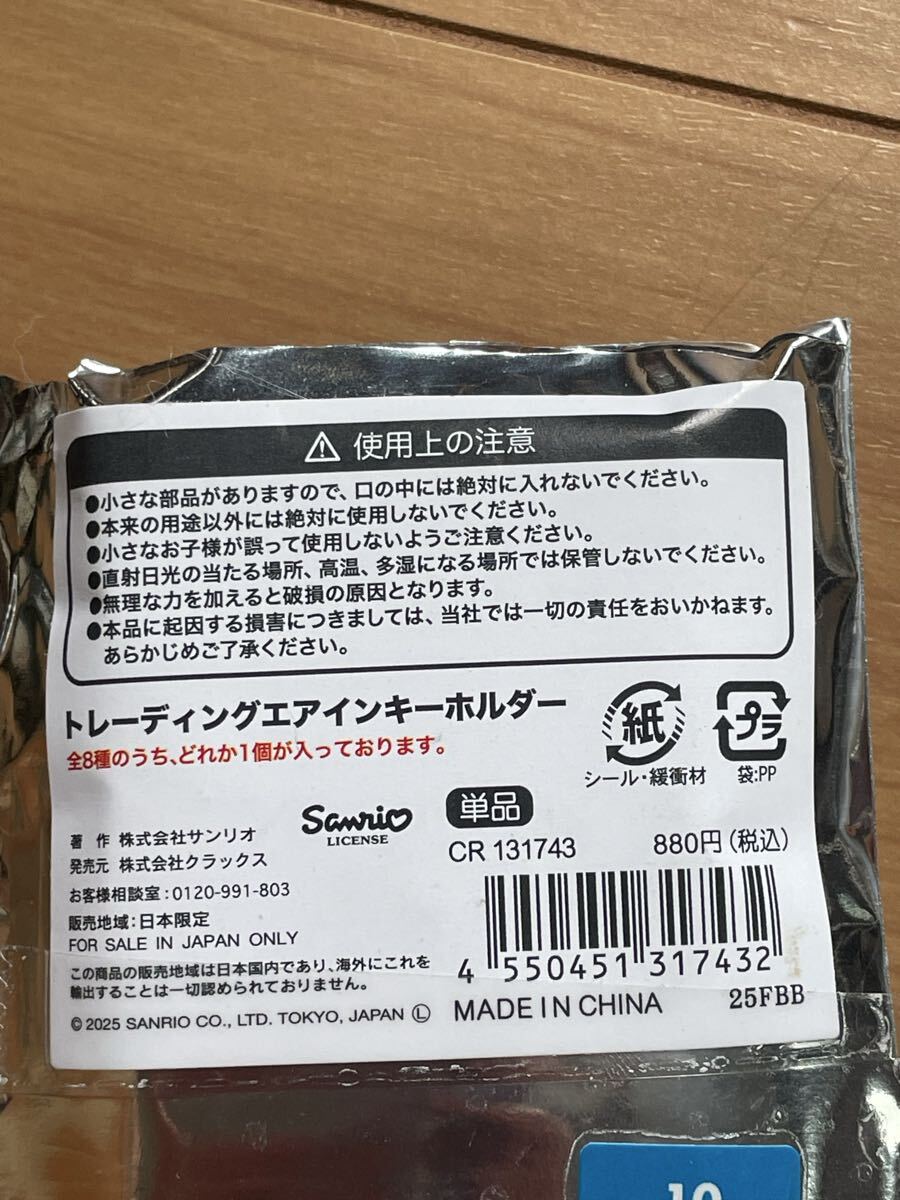 ⚠ 使用上の注意
●小さな部品がありますので、口の中には絶対に入れないでください。
●本来の用途以外には絶対に使用しないでください。
●小さなお子様が誤って使用しないようご注意ください。
●直射日光の当たる場所、高温、多湿になる場所では保管しないでください。
●無理な力を加えると破損の原因となります。
●本品に起因する損害につきましては、当社では一切の責任をおいかねます。
あらかじめご了承ください。
トレーディングエアインキーホルダー
全8種のうち、どれか1個が入っております。
紙
シール・緩衝材
プラ
袋:PP
著 作 株式会社サンリオ
発売元 株式会社クラックス
Sanrio
LICENSE
単品
CR 131743
880円(税込)
お客様相談室:0120-991-803
販売地域:日本限定
FOR SALE IN JAPAN ONLY
この商品の販売地域は日本国内であり、海外にこれを
輸出することは一切認められておりません。
© 2025 SANRIO CO., LTD. TOKYO, JAPAN Ⓛ
4 550451 317432
MADE IN CHINA
25FBB